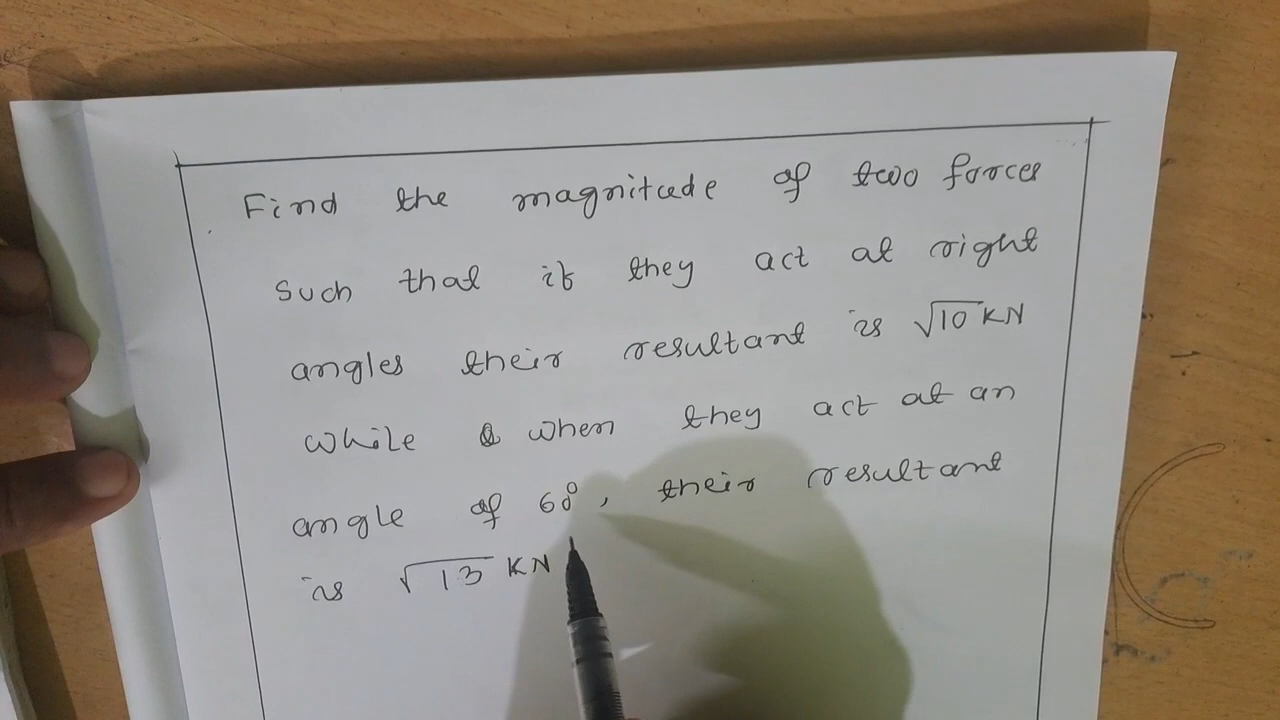 Find the magnitude of two forces
such that if they act at right
angles their resultant is √10 KN
while & when they act at an
angle of 60°, their resultant
is √13 KN